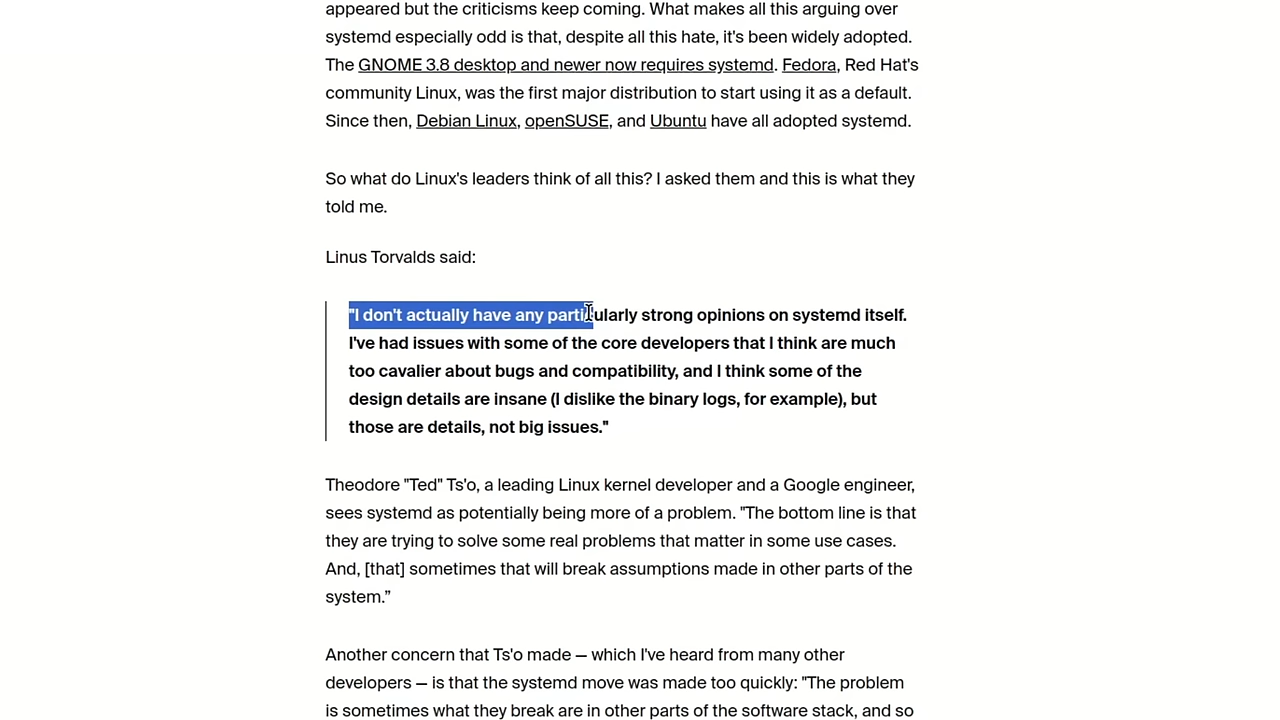 appeared but the criticisms keep coming. What makes all this arguing over
systemd especially odd is that, despite all this hate, it's been widely adopted.
The GNOME 3.8 desktop and newer now requires systemd. Fedora, Red Hat's
community Linux, was the first major distribution to start using it as a default.
Since then, Debian Linux, openSUSE, and Ubuntu have all adopted systemd.
So what do Linux's leaders think of all this? I asked them and this is what they
told me.
Linus Torvalds said:
"I don't actually have any particularly strong opinions on systemd itself.
I've had issues with some of the core developers that I think are much
too cavalier about bugs and compatibility, and I think some of the
design details are insane (I dislike the binary logs, for example), but
those are details, not big issues."
Theodore "Ted" Ts'o, a leading Linux kernel developer and a Google engineer,
sees systemd as potentially being more of a problem. "The bottom line is that
they are trying to solve some real problems that matter in some use cases.
And, [that] sometimes that will break assumptions made in other parts of the
system.”
Another concern that Ts'o made — which I've heard from many other
developers — is that the systemd move was made too quickly: "The problem
is sometimes what they break are in other parts of the software stack, and so